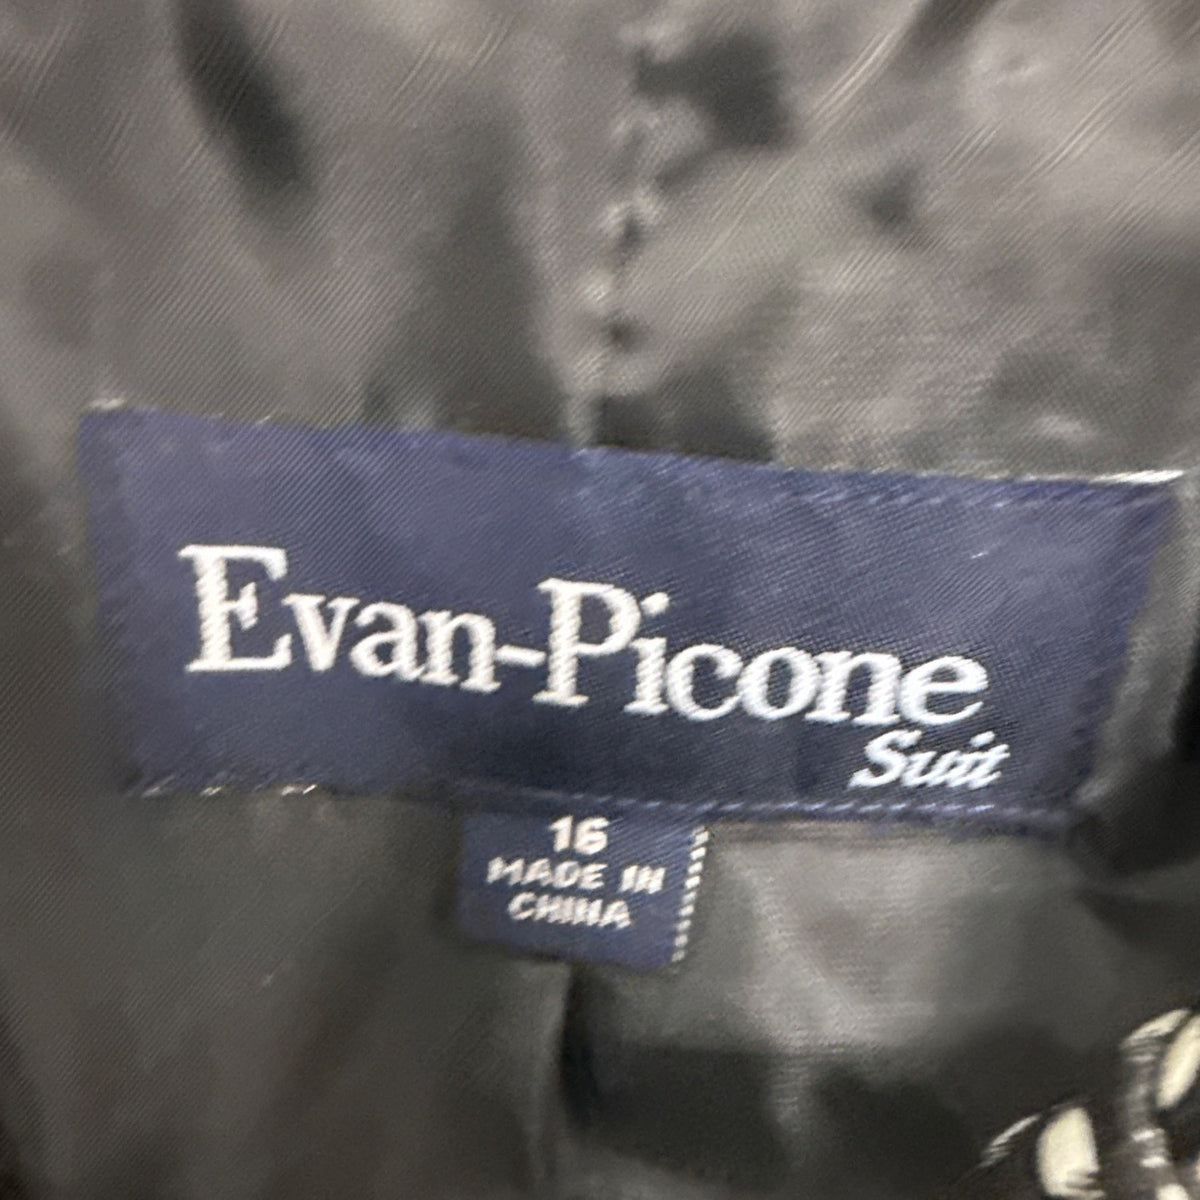 Evan-Picone
Suit
16
MADE IN
CHINA